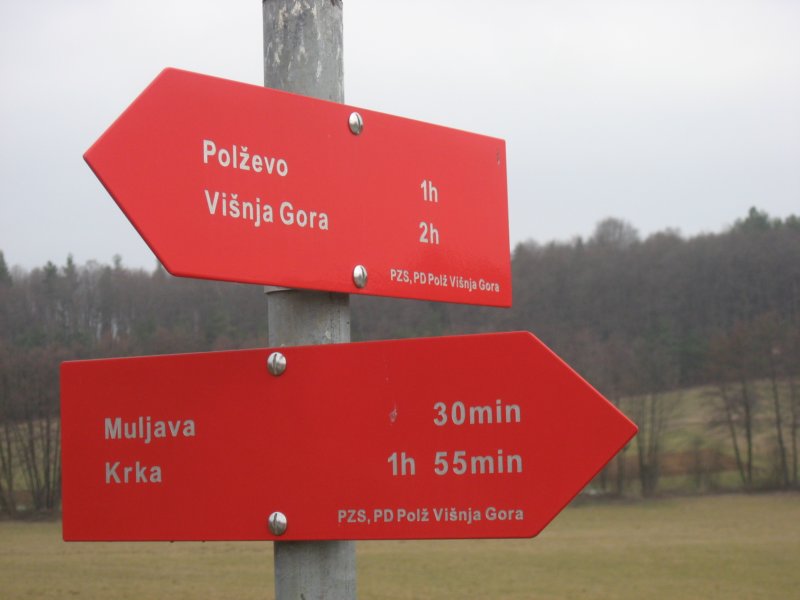 Polževo 1h
Višnja Gora 2h
PZS, PD Polž Višnja Gora
Muljava 30min
Krka 1h 55min
PZS, PD Polž Višnja Gora